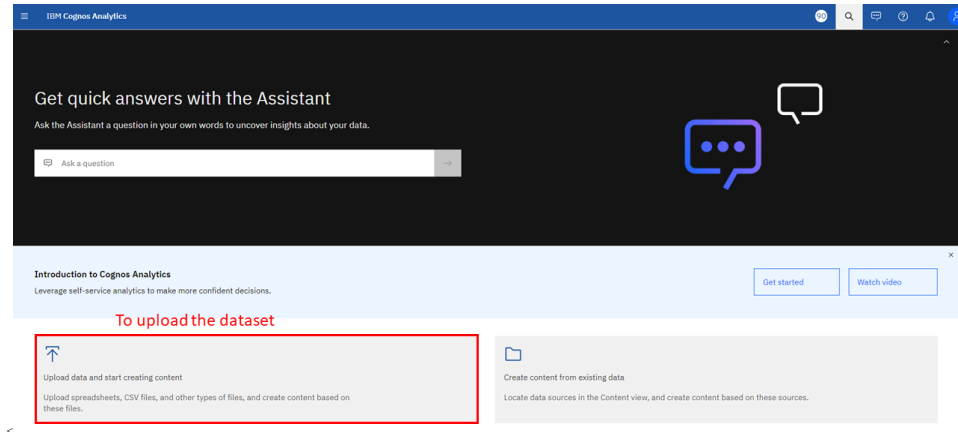 IBM Cognos Analytics
90
Get quick answers with the Assistant
Ask the Assistant a question in your own words to uncover insights about your data.
Ask a question
Introduction to Cognos Analytics
Leverage self-service analytics to make more confident decisions.
Get started
Watch video
To upload the dataset
Upload data and start creating content
Upload spreadsheets, CSV files, and other types of files, and create content based on
these files.
Create content from existing data
Locate data sources in the Content view, and create content based on these sources.